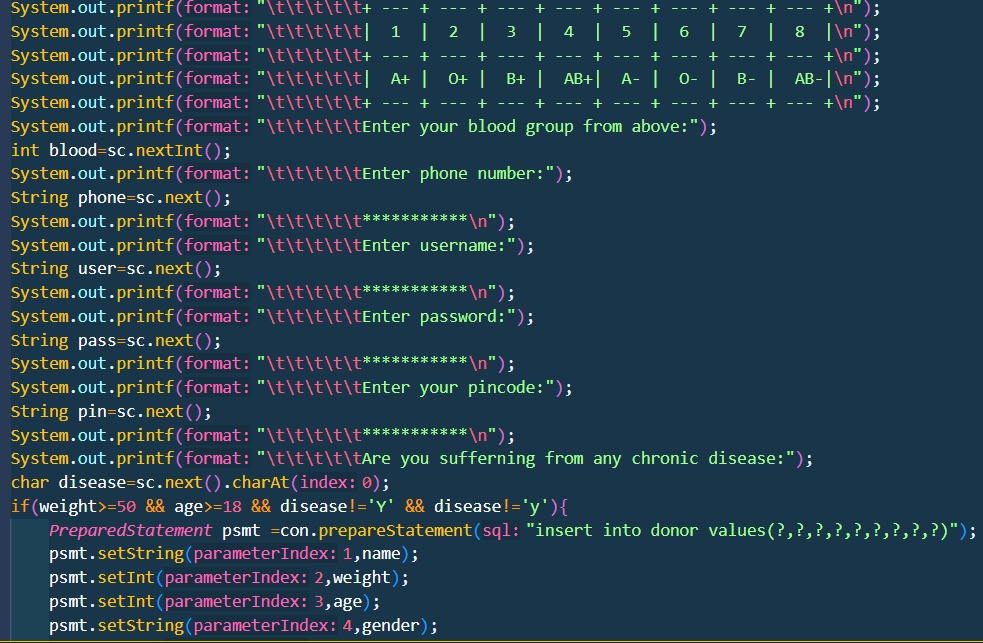 System.out.printf(format: "\t\t\t\t\t+ --- + --- + --- + --- + --- + --- + --- + --- +\n");
System.out.printf(format: "\t\t\t\t\t|  1  |  2  |  3  |  4  |  5  |  6  |  7  |  8  |\n");
System.out.printf(format: "\t\t\t\t\t+ --- + --- + --- + --- + --- + --- + --- + --- +\n");
System.out.printf(format: "\t\t\t\t\t|  A+ |  O+ |  B+ |  AB+|  A- |  O- |  B- |  AB-|\n");
System.out.printf(format: "\t\t\t\t\t+ --- + --- + --- + --- + --- + --- + --- + --- +\n");
System.out.printf(format: "\t\t\t\t\tEnter your blood group from above:");
int blood=sc.nextInt();
System.out.printf(format: "\t\t\t\t\tEnter phone number:");
String phone=sc.next();
System.out.printf(format: "\t\t\t\t\t***********\n");
System.out.printf(format: "\t\t\t\t\tEnter username:");
String user=sc.next();
System.out.printf(format: "\t\t\t\t\t***********\n");
System.out.printf(format: "\t\t\t\t\tEnter password:");
String pass=sc.next();
System.out.printf(format: "\t\t\t\t\t***********\n");
System.out.printf(format: "\t\t\t\t\tEnter your pincode:");
String pin=sc.next();
System.out.printf(format: "\t\t\t\t\t***********\n");
System.out.printf(format: "\t\t\t\t\tAre you sufferning from any chronic disease:");
char disease=sc.next().charAt(index: 0);
if(weight>=50 && age>=18 && disease!='Y' && disease!='y'){
    PreparedStatement psmt =con.prepareStatement(sql: "insert into donor values(?,?,?,?,?,?,?,?,?)");
    psmt.setString(parameterIndex: 1,name);
    psmt.setInt(parameterIndex: 2,weight);
    psmt.setInt(parameterIndex: 3,age);
    psmt.setString(parameterIndex: 4,gender);